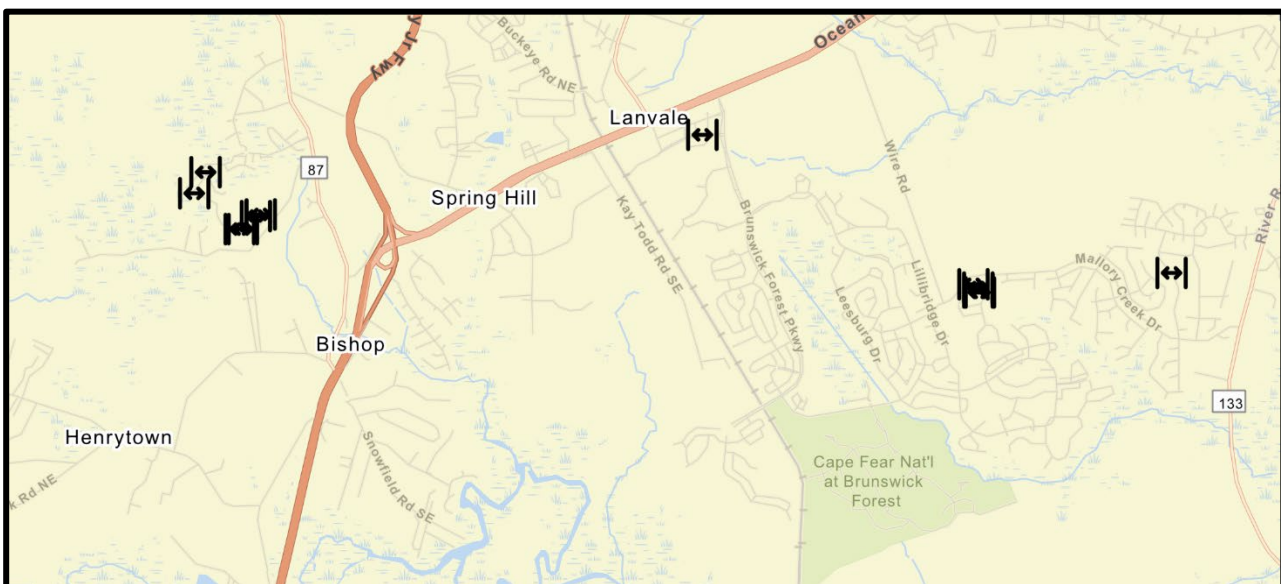 y Jr Fwy
Ocean
Buckeye Rd NE
Lanvale
87
Wire Rd
Spring Hill
Kay Todd Rd SE
Brunswick Forest Pkwy
River R
Lillibridge Dr
Mallory Creek Dr
Leesburg Dr
Bishop
133
Henrytown
Snowfield Rd SE
k Rd NE
Cape Fear Nat'l
at Brunswick
Forest